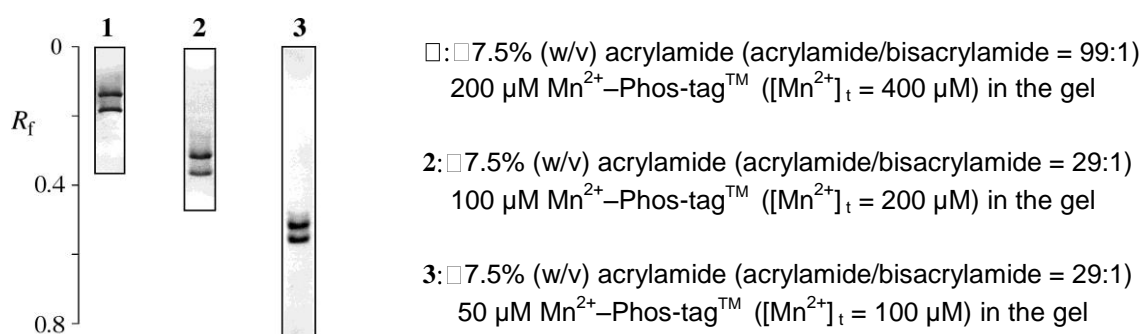 1 2 3
0
R_f
0.4
0.8
□:□7.5% (w/v) acrylamide (acrylamide/bisacrylamide = 99:1)
200 µM Mn²⁺–Phos-tag™ ([Mn²⁺]ₜ = 400 µM) in the gel
2:□7.5% (w/v) acrylamide (acrylamide/bisacrylamide = 29:1)
100 µM Mn²⁺–Phos-tag™ ([Mn²⁺]ₜ = 200 µM) in the gel
3:□7.5% (w/v) acrylamide (acrylamide/bisacrylamide = 29:1)
50 µM Mn²⁺–Phos-tag™ ([Mn²⁺]ₜ = 100 µM) in the gel